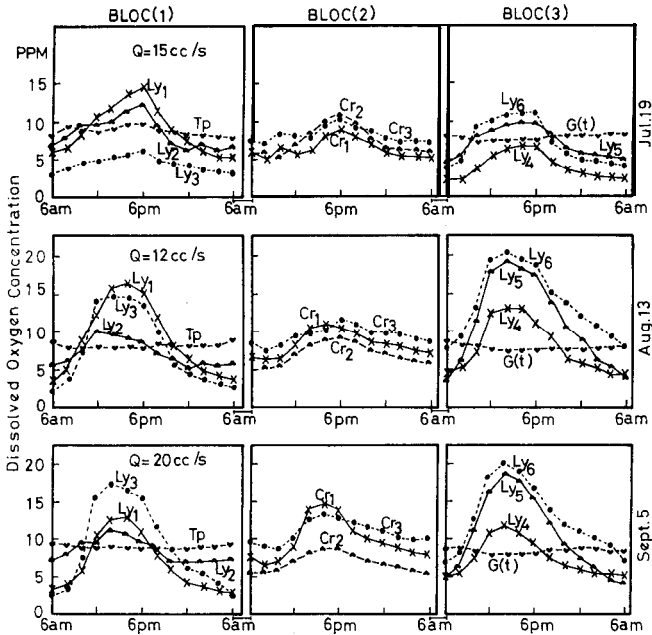 BLOC(1) BLOC(2) BLOC(3)
PPM
Q=15cc/s
15
10
5
0
Ly1
Tp
Ly2
Ly3
Cr2
Cr3
Cr1
Ly6
G(t)
Ly5
Ly4
Jul.19
6am 6pm 6am 6pm 6am 6pm 6am
Dissolved Oxygen Concentration
Q=12cc/s
20
15
10
5
0
Ly1
Ly3
Ly2
Tp
Cr1
Cr3
Cr2
Ly6
Ly5
Ly4
G(t)
Aug.13
6am 6pm 6am 6pm 6am 6pm 6am
Q=20cc/s
20
15
10
5
0
Ly3
Ly1
Tp
Ly2
Cr1
Cr3
Cr2
Ly6
Ly5
Ly4
G(t)
Sept.5
6am 6pm 6am 6pm 6am 6pm 6am